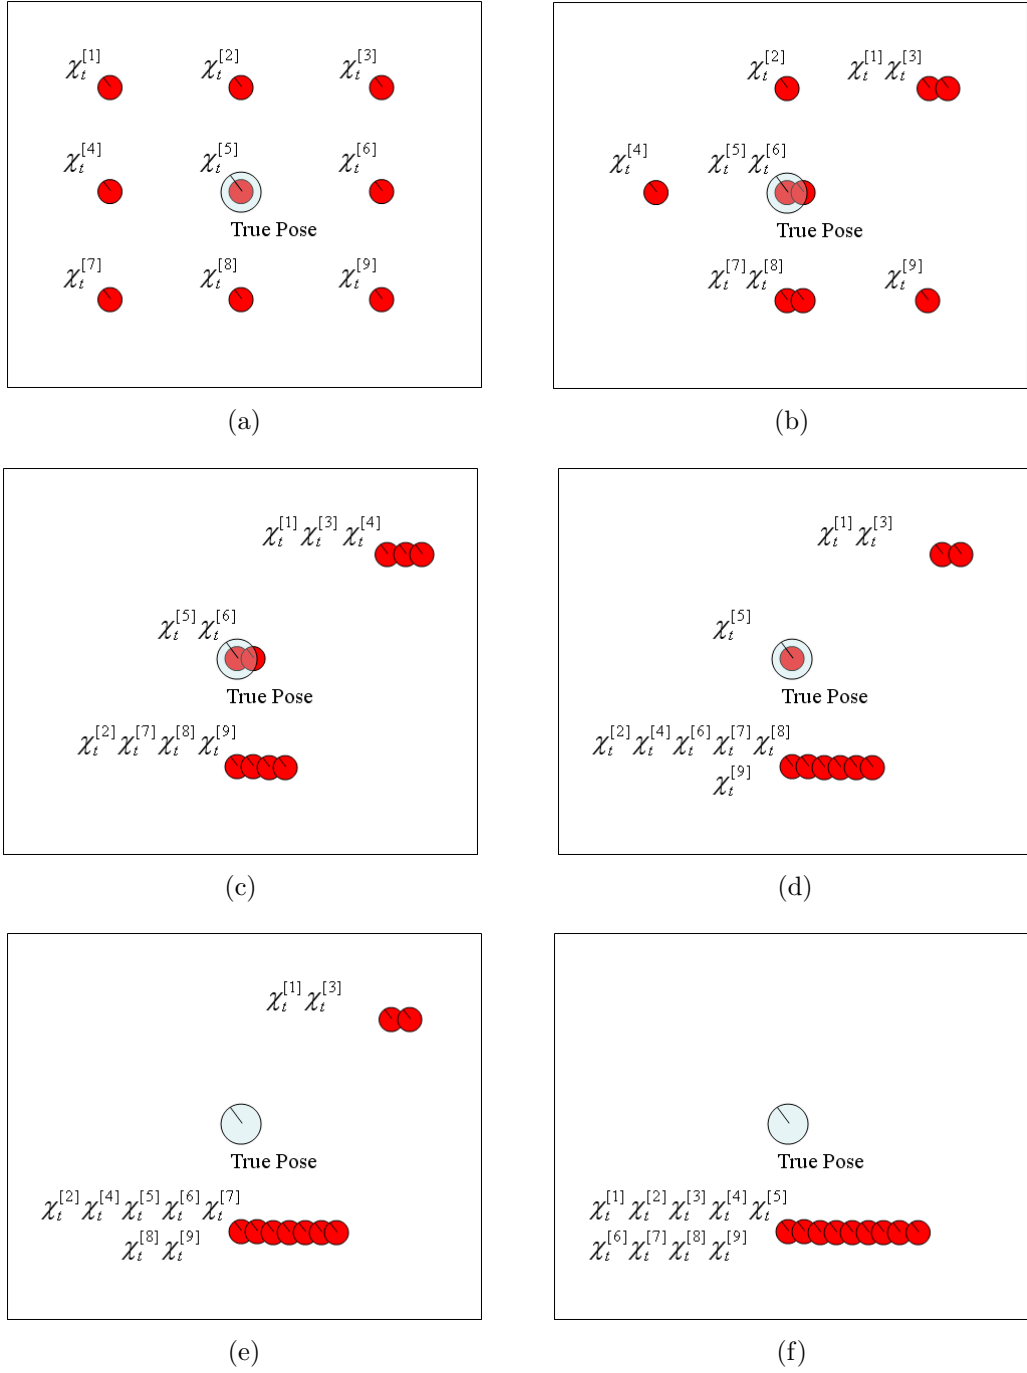 χₜ[1] χₜ[2] χₜ[3]
χₜ[4] χₜ[5] χₜ[6]
True Pose
χₜ[7] χₜ[8] χₜ[9]
(a)
χₜ[2] χₜ[1] χₜ[3]
χₜ[4] χₜ[5] χₜ[6]
True Pose
χₜ[7] χₜ[8] χₜ[9]
(b)
χₜ[1] χₜ[3] χₜ[4]
χₜ[5] χₜ[6]
True Pose
χₜ[2] χₜ[7] χₜ[8] χₜ[9]
(c)
χₜ[1] χₜ[3]
χₜ[5]
True Pose
χₜ[2] χₜ[4] χₜ[6] χₜ[7] χₜ[8]
χₜ[9]
(d)
χₜ[1] χₜ[3]
True Pose
χₜ[2] χₜ[4] χₜ[5] χₜ[6] χₜ[7]
χₜ[8] χₜ[9]
(e)
True Pose
χₜ[1] χₜ[2] χₜ[3] χₜ[4] χₜ[5]
χₜ[6] χₜ[7] χₜ[8] χₜ[9]
(f)